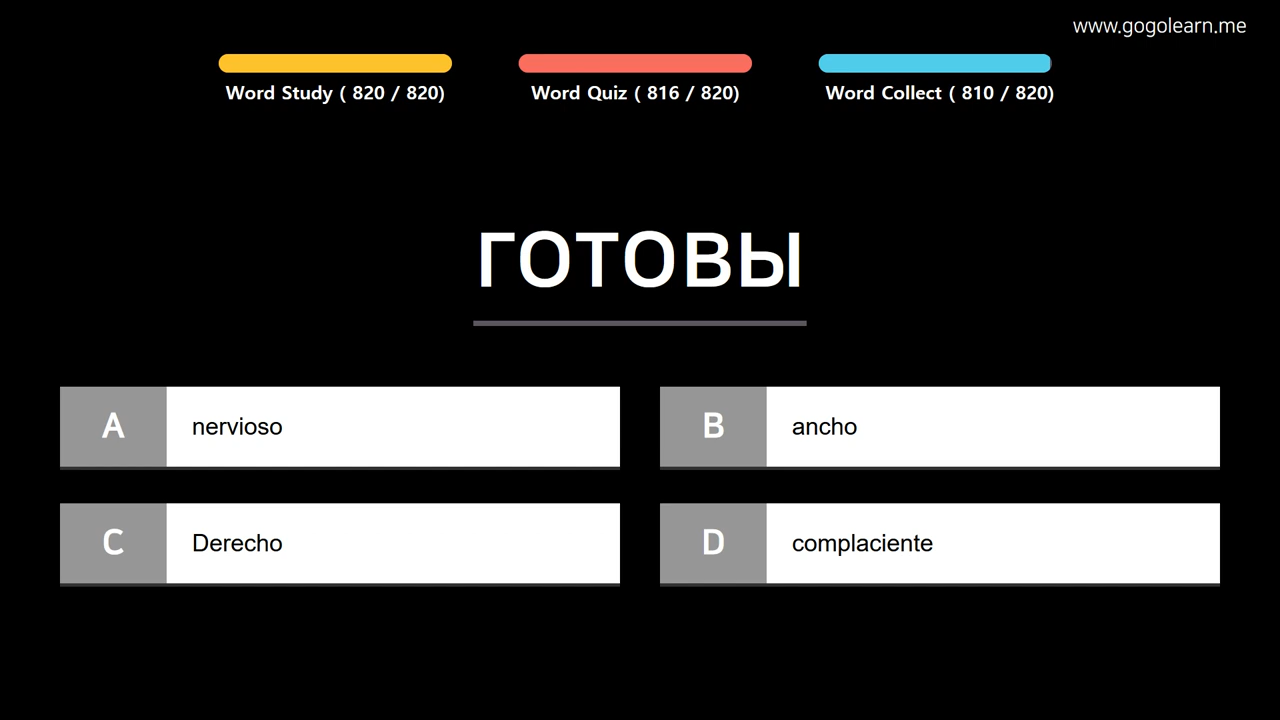 www.gogolearn.me
Word Study ( 820 / 820)
Word Quiz ( 816 / 820)
Word Collect ( 810 / 820)
ГОТОВЫ
A nervioso
B ancho
C Derecho
D complaciente